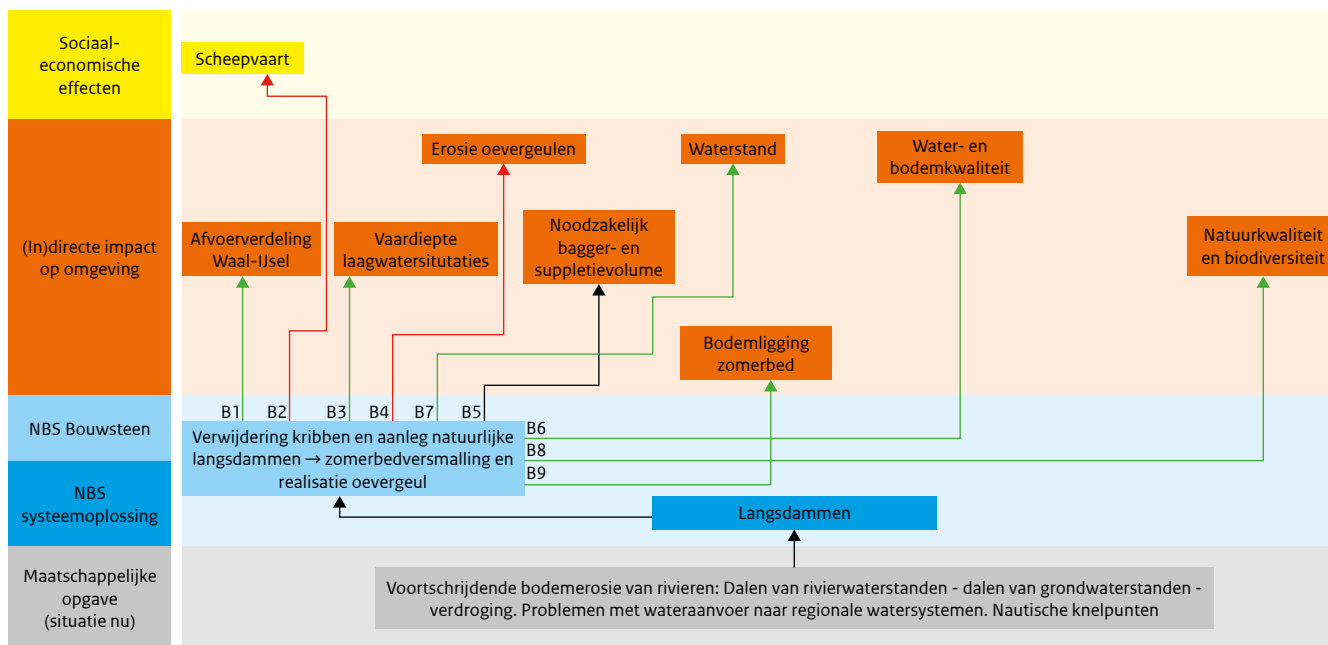 Sociaal-
economische
effecten
Scheepvaart
(In)directe impact
op omgeving
Erosie oevergeulen
Waterstand
Water- en
bodemkwaliteit
Afvoerverdeling
Waal-IJsel
Vaardiepte
laagwatersitutaties
Noodzakelijk
bagger- en
suppletievolume
Natuurkwaliteit
en biodiversiteit
Bodemligging
zomerbed
NBS Bouwsteen
B1
B2
B3
B4
B7
B5
B6
B8
B9
Verwijdering kribben en aanleg natuurlijke
langsdammen → zomerbedversmalling en
realisatie oevergeul
NBS
systeemoplossing
Langsdammen
Maatschappelijke
opgave
(situatie nu)
Voortschrijdende bodemerosie van rivieren: Dalen van rivierwaterstanden - dalen van grondwaterstanden -
verdroging. Problemen met wateraanvoer naar regionale watersystemen. Nautische knelpunten